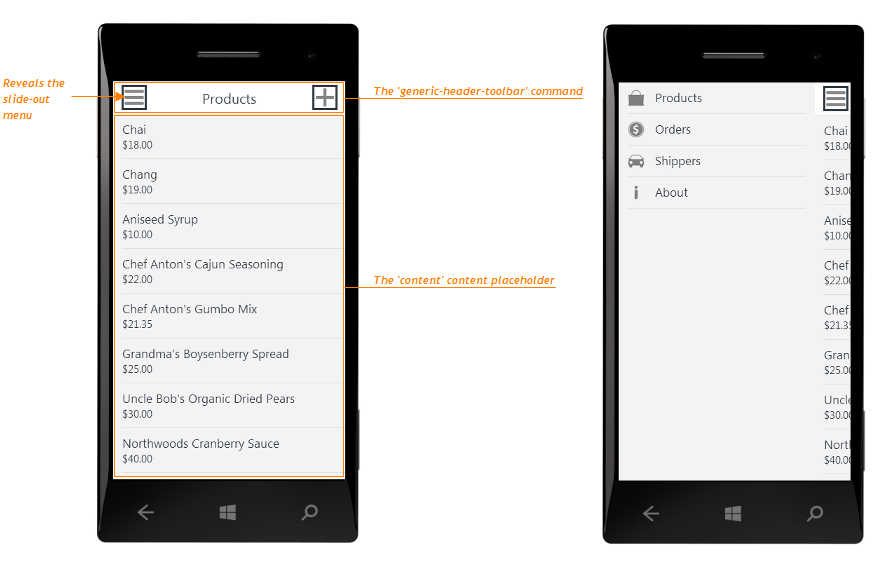 Reveals the
slide-out
menu
Products
The 'generic-header-toolbar' command
Chai
$18.00
Chang
$19.00
Aniseed Syrup
$10.00
Chef Anton's Cajun Seasoning
$22.00
The 'content' content placeholder
Chef Anton's Gumbo Mix
$21.35
Grandma's Boysenberry Spread
$25.00
Uncle Bob's Organic Dried Pears
$30.00
Northwoods Cranberry Sauce
$40.00
Products
Orders
Shippers
About
Chai
$18.00
Chan
$19.00
Anise
$10.00
Chef
$22.00
Chef
$21.35
Gran
$25.00
Uncle
$30.00
North
$40.00